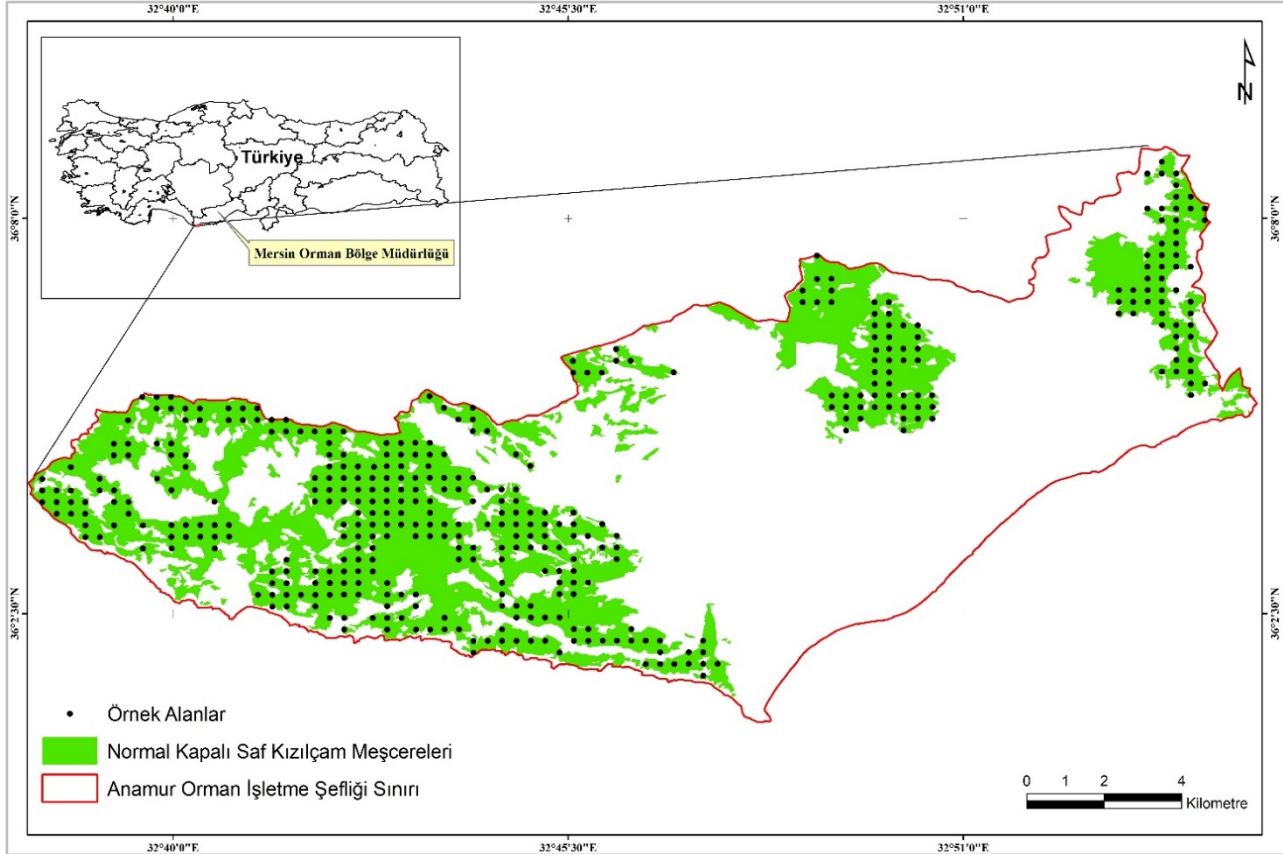 32°40'0"E
32°45'30"E
32°51'0"E
N
Türkiye
Mersin Orman Bölge Müdürlüğü
36°8'0"N
36°8'0"N
36°2'30"N
36°2'30"N
Örnek Alanlar
Normal Kapalı Saf Kızılçam Meşcereleri
Anamur Orman İşletme Şefliği Sınırı
0 1 2 4
Kilometre
32°40'0"E
32°45'30"E
32°51'0"E